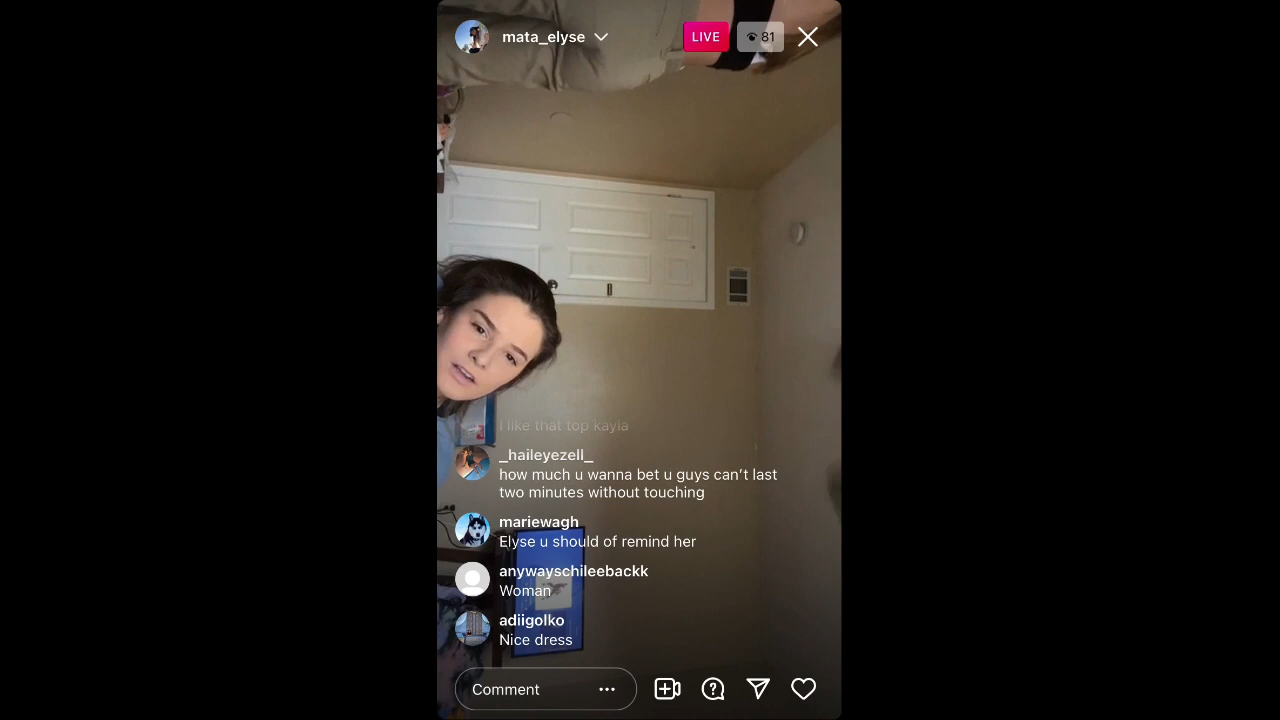 mata_elyse
LIVE
81
I like that top kayla
_haileyezell_
how much u wanna bet u guys can't last
two minutes without touching
mariewagh
Elyse u should of remind her
anywayschileebackk
Woman
adiigolko
Nice dress
Comment